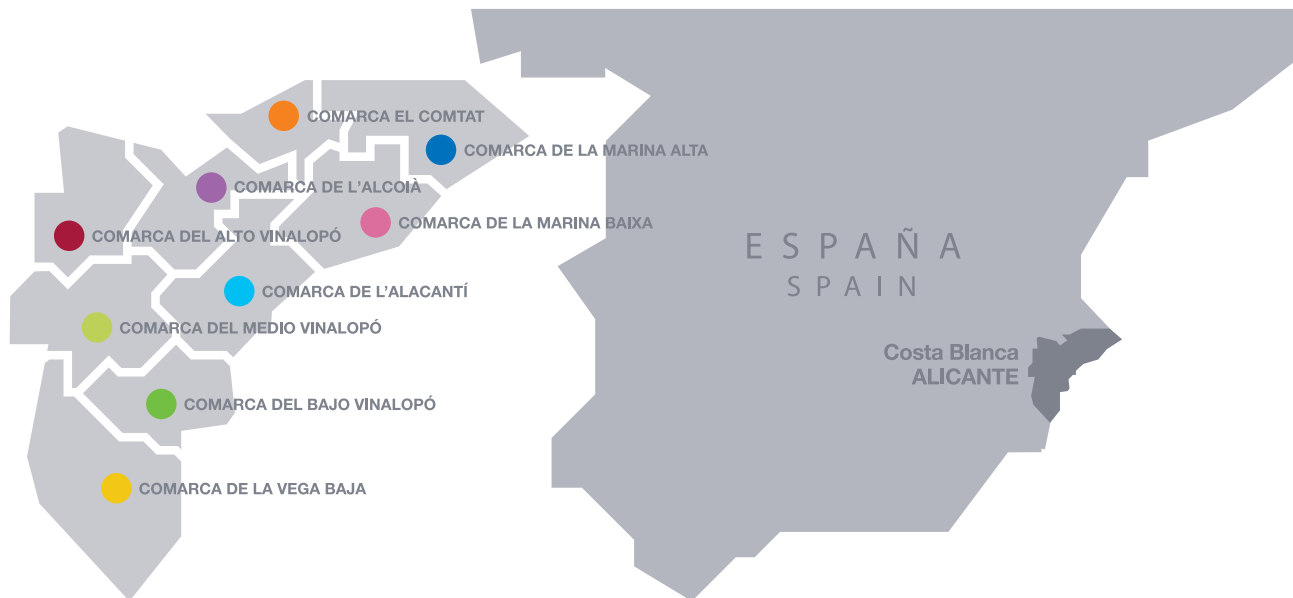 COMARCA EL COMTAT
COMARCA DE LA MARINA ALTA
COMARCA DE L'ALCOIÀ
COMARCA DE LA MARINA BAIXA
COMARCA DEL ALTO VINALOPÓ
COMARCA DE L'ALACANTÍ
COMARCA DEL MEDIO VINALOPÓ
COMARCA DEL BAJO VINALOPÓ
COMARCA DE LA VEGA BAJA
ESPAÑA
SPAIN
Costa Blanca
ALICANTE